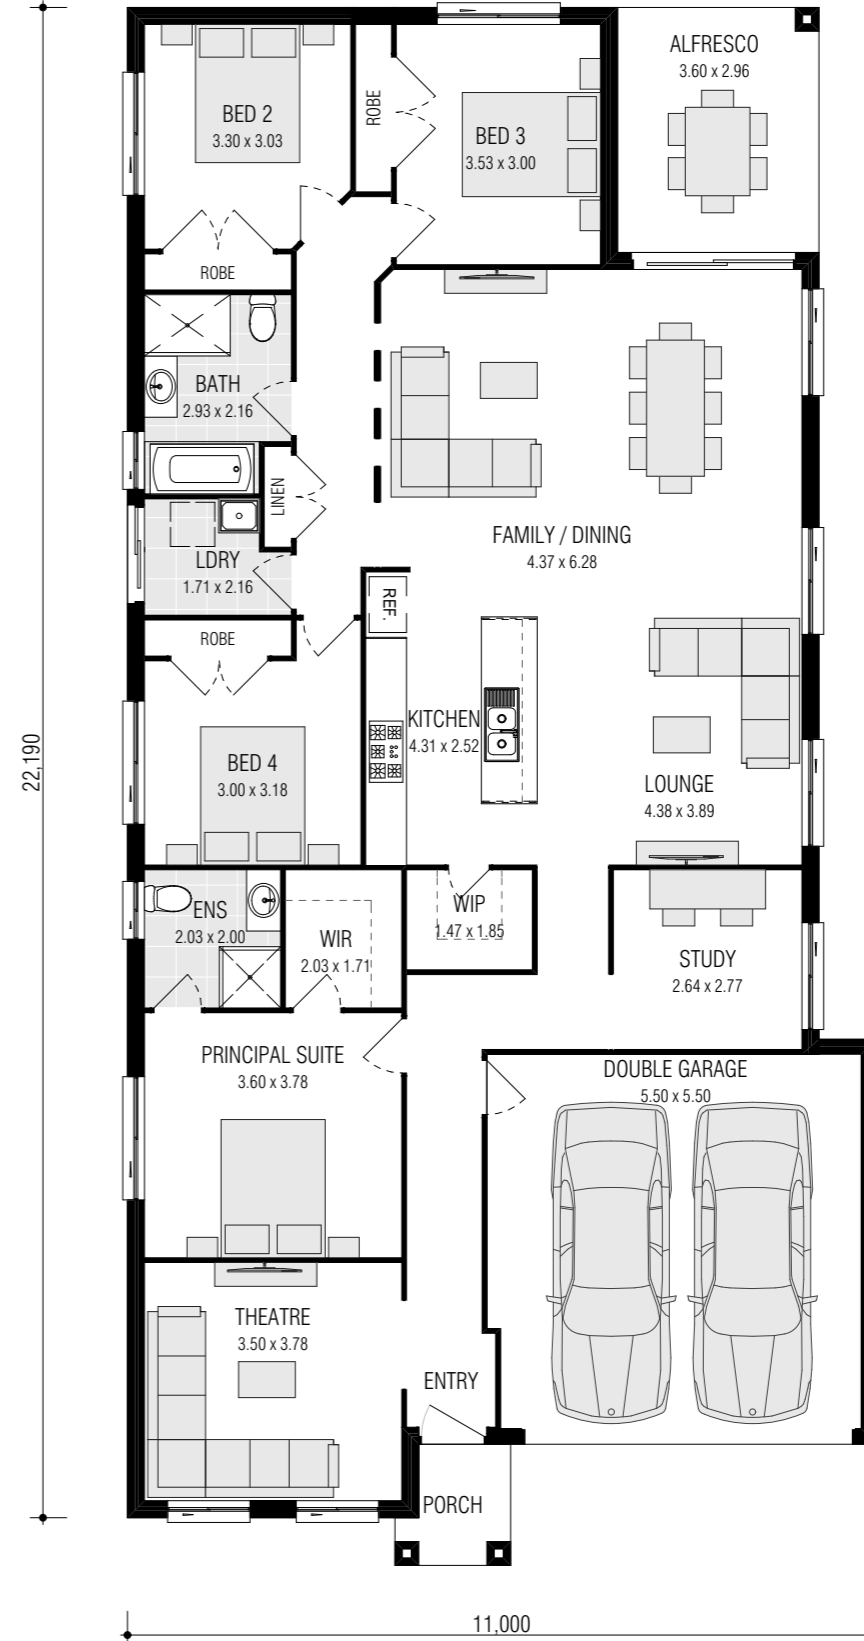 ALFRESCO
3.60 x 2.96
BED 2
3.30 x 3.03
ROBE
BED 3
3.53 x 3.00
ROBE
BATH
2.93 x 2.16
LINEN
FAMILY / DINING
4.37 x 6.28
LDRY
1.71 x 2.16
REF.
ROBE
KITCHEN
4.31 x 2.52
BED 4
3.00 x 3.18
LOUNGE
4.38 x 3.89
22,190
ENS
2.03 x 2.00
WIR
2.03 x 1.71
WIP
1.47 x 1.85
STUDY
2.64 x 2.77
PRINCIPAL SUITE
3.60 x 3.78
DOUBLE GARAGE
5.50 x 5.50
THEATRE
3.50 x 3.78
ENTRY
PORCH
11,000